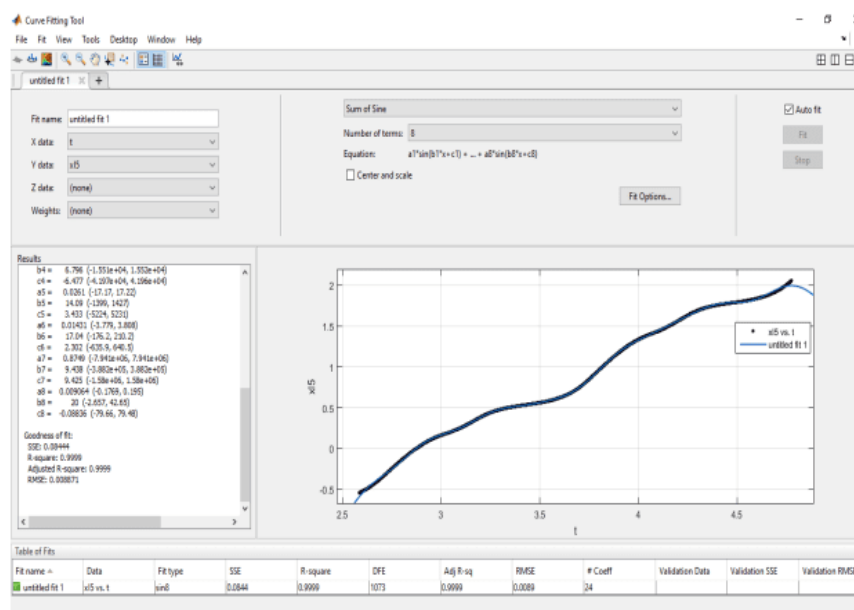 Curve Fitting Tool
File Fit View Tools Desktop Window Help
untitled fit 1
Fit name: untitled fit 1
X data: t
Y data: xl5
Z data: (none)
Weights: (none)
Sum of Sine
Number of terms: 8
Equation: a1*sin(b1*x+c1) + ... + a8*sin(b8*x+c8)
Center and scale
Fit Options...
Auto fit
Fit
Stop
Results
b4 = 6.796 (-1.551e+04, 1.552e+04)
c4 = -6.477 (-4.197e+04, 4.196e+04)
a5 = 0.0261 (-17.17, 17.22)
b5 = 14.09 (-1399, 1427)
c5 = 3.433 (-5224, 5231)
a6 = 0.01431 (-3.779, 3.808)
b6 = 17.04 (-176.2, 210.2)
c6 = 2.302 (-635.9, 640.5)
a7 = 0.8749 (-7.941e+06, 7.941e+06)
b7 = 9.438 (-3.882e+05, 3.882e+05)
c7 = 9.425 (-1.58e+06, 1.58e+06)
a8 = 0.009064 (-0.1769, 0.195)
b8 = 20 (-2.657, 42.65)
c8 = -0.08836 (-79.66, 79.48)
Goodness of fit:
SSE: 0.08444
R-square: 0.9999
Adjusted R-square: 0.9999
RMSE: 0.008871
2
1.5
1
0.5
0
-0.5
xl5
2.5 3 3.5 4 4.5
t
xl5 vs. t
untitled fit 1
Table of Fits
Fit name Data Fit type SSE R-square DFE Adj R-sq RMSE # Coeff Validation Data Validation SSE Validation RMSE
untitled fit 1 xl5 vs. t sin8 0.0844 0.9999 1073 0.9999 0.0089 24